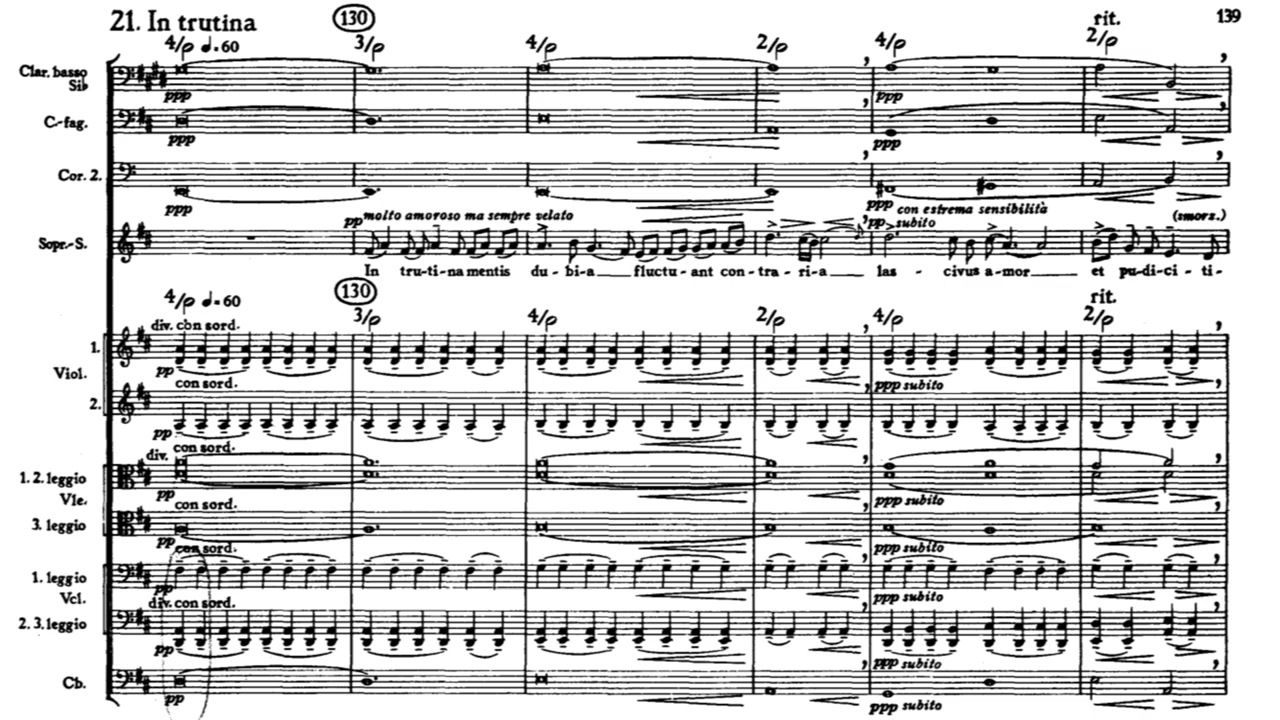 21. In trutina
130
rit.
139
4/𝅗𝅥 ♩.60 3/𝅗𝅥 4/𝅗𝅥 2/𝅗𝅥 4/𝅗𝅥 2/𝅗𝅥
Clar. basso
Si♭
ppp ppp
C-fag.
ppp ppp
Cor. 2.
ppp ppp con estrema sensibilità
pp molto amoroso ma sempre velato pp subito (smorz.)
Sopr.-S.
In tru-ti-na mentis du-bi-a fluctu-ant con-tra-ri-a las-civus a-mor et pu-di-ci-ti-
130
rit.
4/𝅗𝅥 ♩.60 3/𝅗𝅥 4/𝅗𝅥 2/𝅗𝅥 4/𝅗𝅥 2/𝅗𝅥
div. con sord.
1.
pp
Viol.
con sord. ppp subito
2.
pp
div. con sord.
1. 2. leggio
pp ppp subito
Vle.
con sord.
3. leggio
pp ppp subito
con sord.
1. leggio
pp ppp subito
Vcl.
div. con sord.
2. 3. leggio
pp ppp subito
Cb.
pp ppp subito